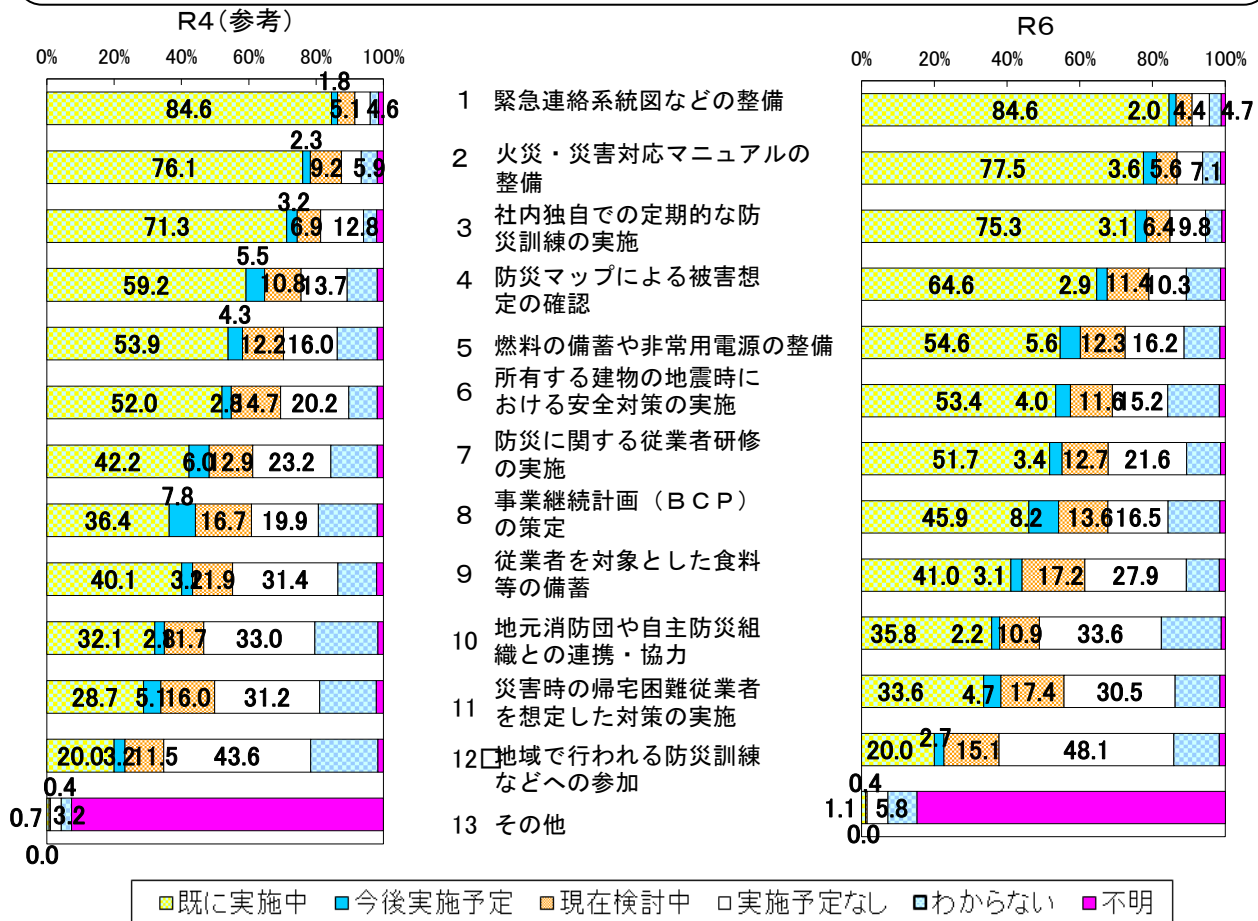 R4(参考)
0% 20% 40% 60% 80% 100%
1.8
84.6 5.1 4.6
2.3
76.1 9.2 5.9
3.2
71.3 6.9 12.8
5.5
59.2 10.8 13.7
4.3
53.9 12.2 16.0
52.0 14.7 20.2
42.2 6.0 12.9 23.2
7.8
36.4 16.7 19.9
40.1 3.2 11.9 31.4
32.1 11.7 33.0
28.7 5.1 16.0 31.2
20.0 3.2 11.5 43.6
0.4
0.7 3.2
0.0
1 緊急連絡系統図などの整備
2 火災・災害対応マニュアルの
整備
3 社内独自での定期的な防
災訓練の実施
4 防災マップによる被害想
定の確認
5 燃料の備蓄や非常用電源の整備
6 所有する建物の地震時に
おける安全対策の実施
7 防災に関する従業者研修
の実施
8 事業継続計画（ＢＣＰ）
の策定
9 従業者を対象とした食料
等の備蓄
10 地元消防団や自主防災組
織との連携・協力
11 災害時の帰宅困難従業者
を想定した対策の実施
12□地域で行われる防災訓練
などへの参加
13 その他
R6
0% 20% 40% 60% 80% 100%
84.6 2.0 4.4 4.7
77.5 3.6 5.6 7.1
75.3 3.1 6.4 9.8
64.6 2.9 11.4 10.3
54.6 5.6 12.3 16.2
53.4 4.0 11.6 15.2
51.7 3.4 12.7 21.6
45.9 8.2 13.6 16.5
41.0 3.1 17.2 27.9
35.8 2.2 10.9 33.6
33.6 4.7 17.4 30.5
2.7
20.0 15.1 48.1
0.4
1.1 5.8
0.0
既に実施中 今後実施予定 現在検討中 実施予定なし わからない 不明